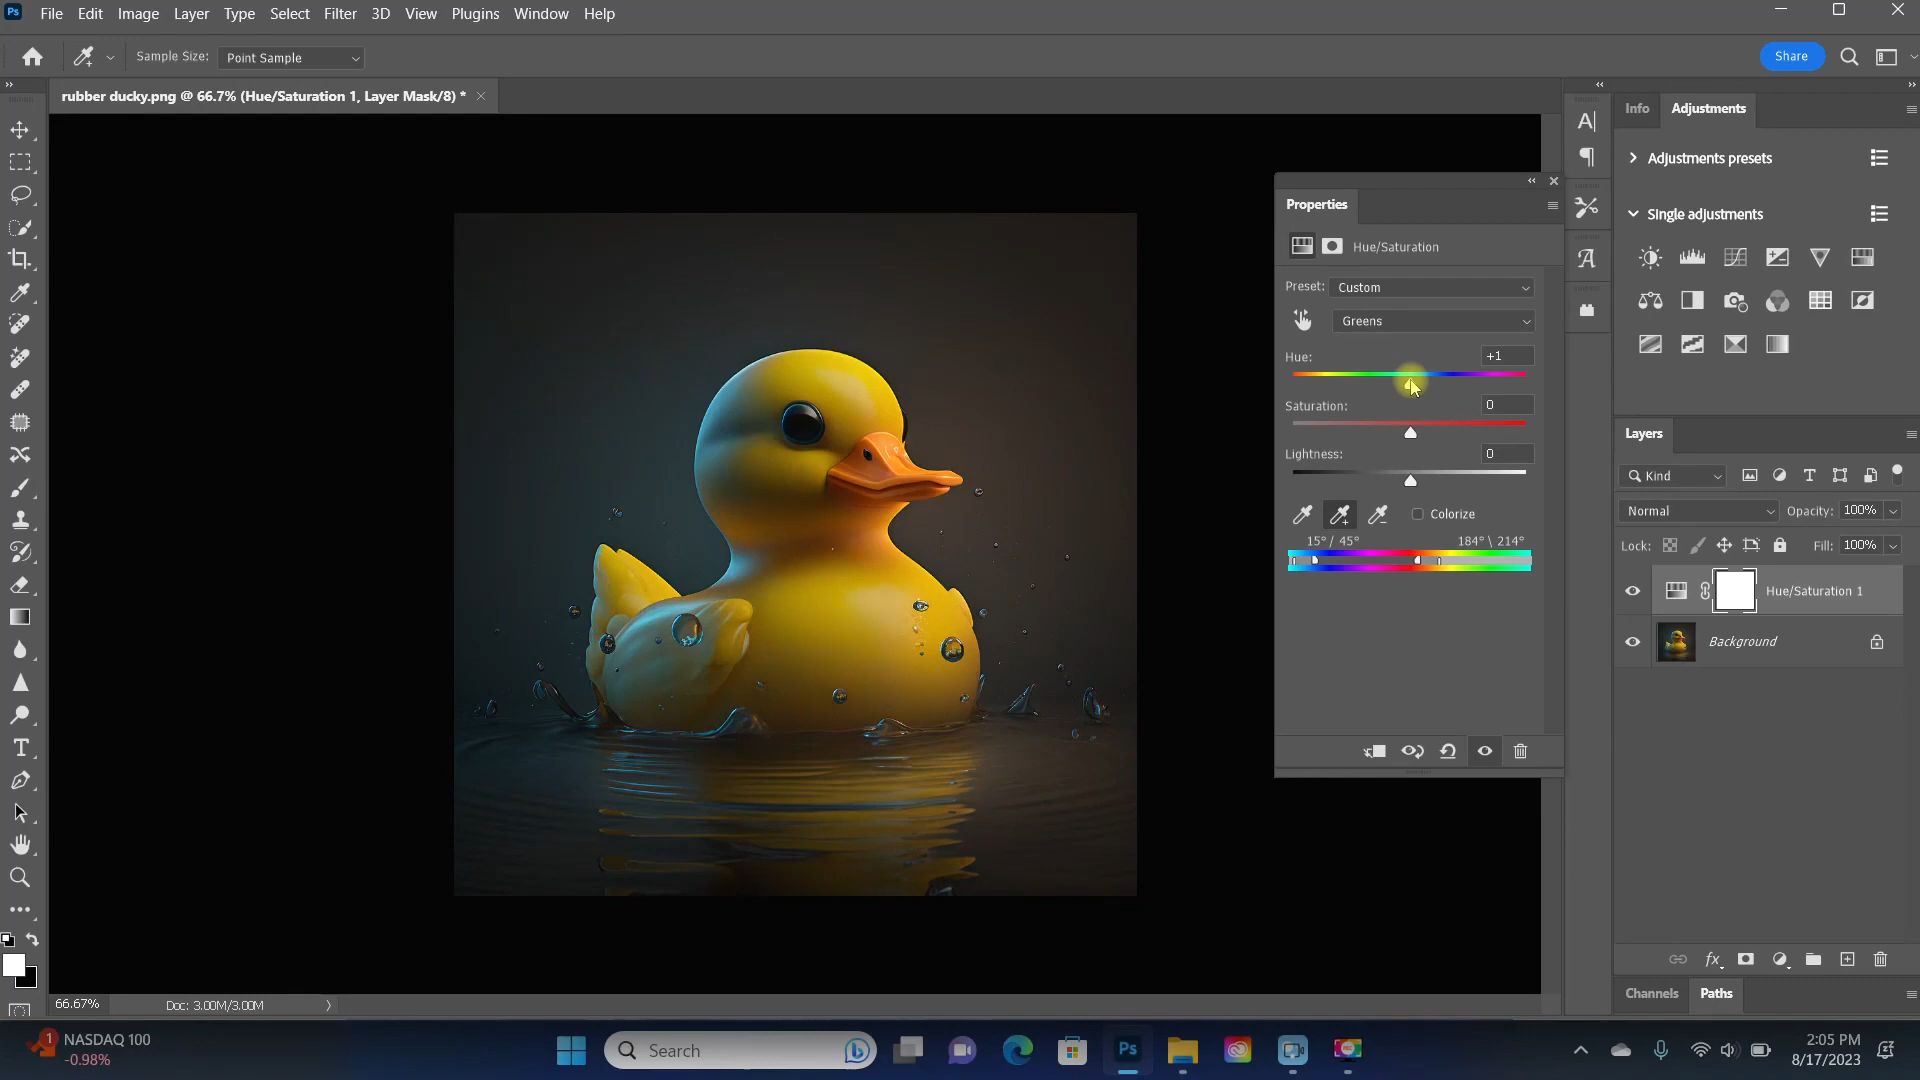 Ps File Edit Image Layer Type Select Filter 3D View Plugins Window Help
Sample Size: Point Sample Share
rubber ducky.png @ 66.7% (Hue/Saturation 1, Layer Mask/8) *
Info Adjustments
Adjustments presets
Single adjustments
Properties
Hue/Saturation
Preset: Custom
Greens
Hue: +1
Saturation: 0
Lightness: 0
Colorize
15°/ 45° 184°\ 214°
Layers
Kind
Normal Opacity: 100%
Lock: Fill: 100%
Hue/Saturation 1
Background
fx
Channels Paths
66.67% Doc: 3.00M/3.00M
1 NASDAQ 100
-0.98%
Search
Ps
2:05 PM
8/17/2023